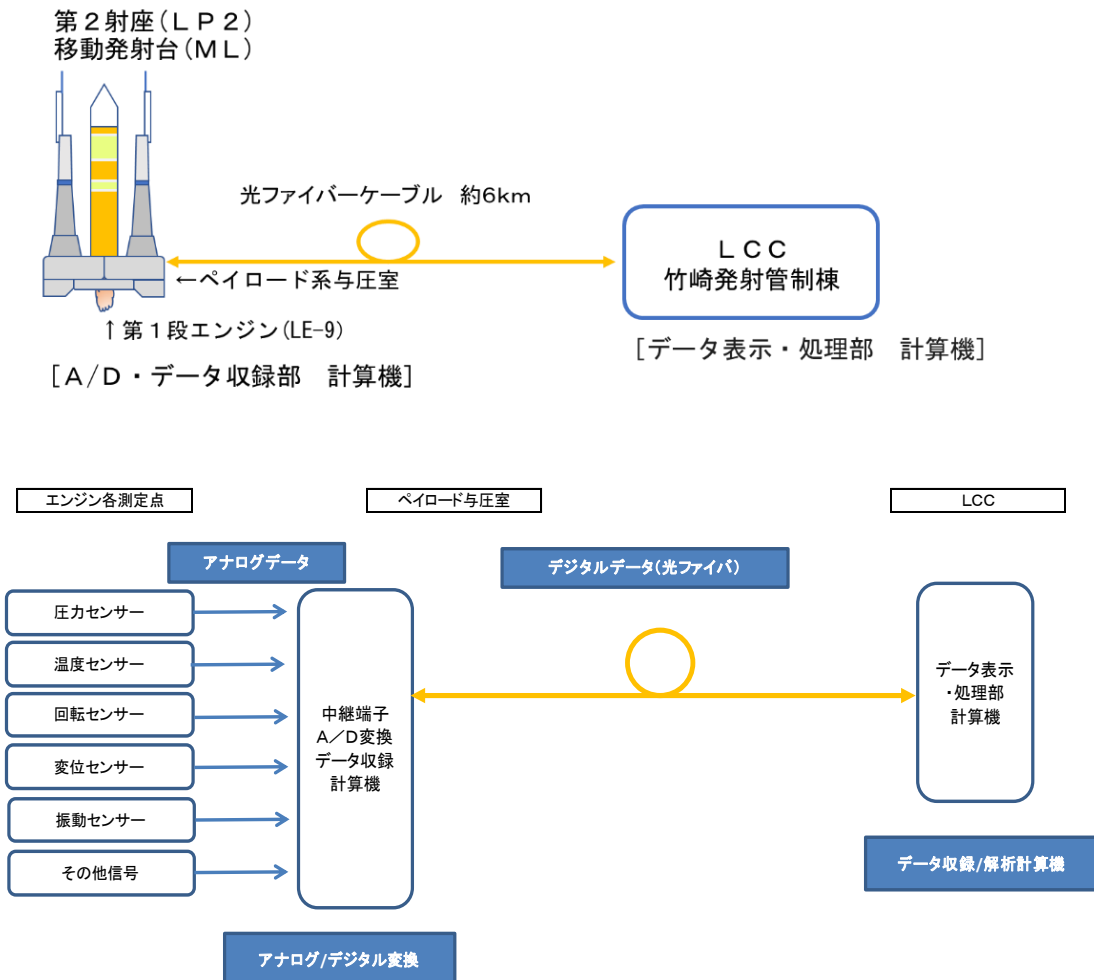 第２射座(ＬＰ２)
移動発射台(ＭＬ)
光ファイバーケーブル　約6km
←ペイロード系与圧室
↑第１段エンジン(LE-9)
［Ａ/Ｄ・データ収録部　計算機］
ＬＣＣ
竹崎発射管制棟
［データ表示・処理部　計算機］
エンジン各測定点
ペイロード与圧室
LCC
アナログデータ
デジタルデータ(光ファイバ)
圧力センサー
温度センサー
回転センサー
変位センサー
振動センサー
その他信号
中継端子
Ａ／Ｄ変換
データ収録
計算機
データ表示
・処理部
計算機
データ収録/解析計算機
アナログ/デジタル変換